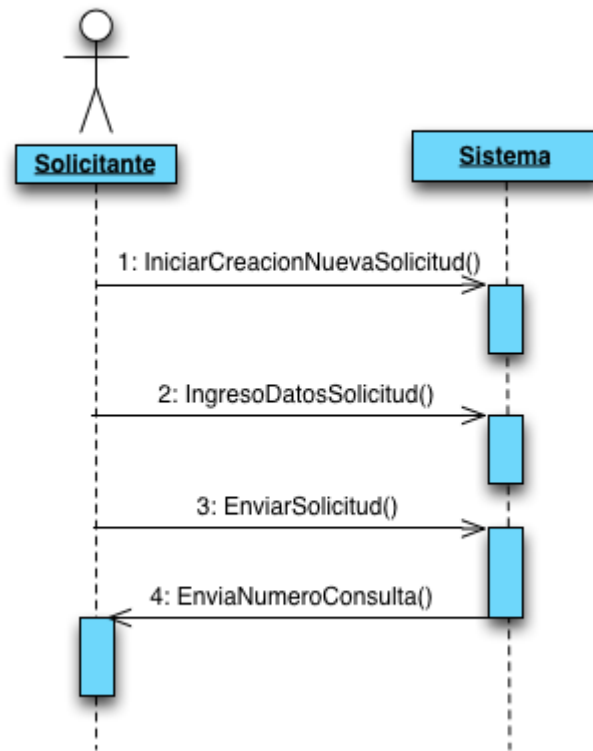 Solicitante
Sistema
1: IniciarCreacionNuevaSolicitud()
2: IngresoDatosSolicitud()
3: EnviarSolicitud()
4: EnviaNumeroConsulta()